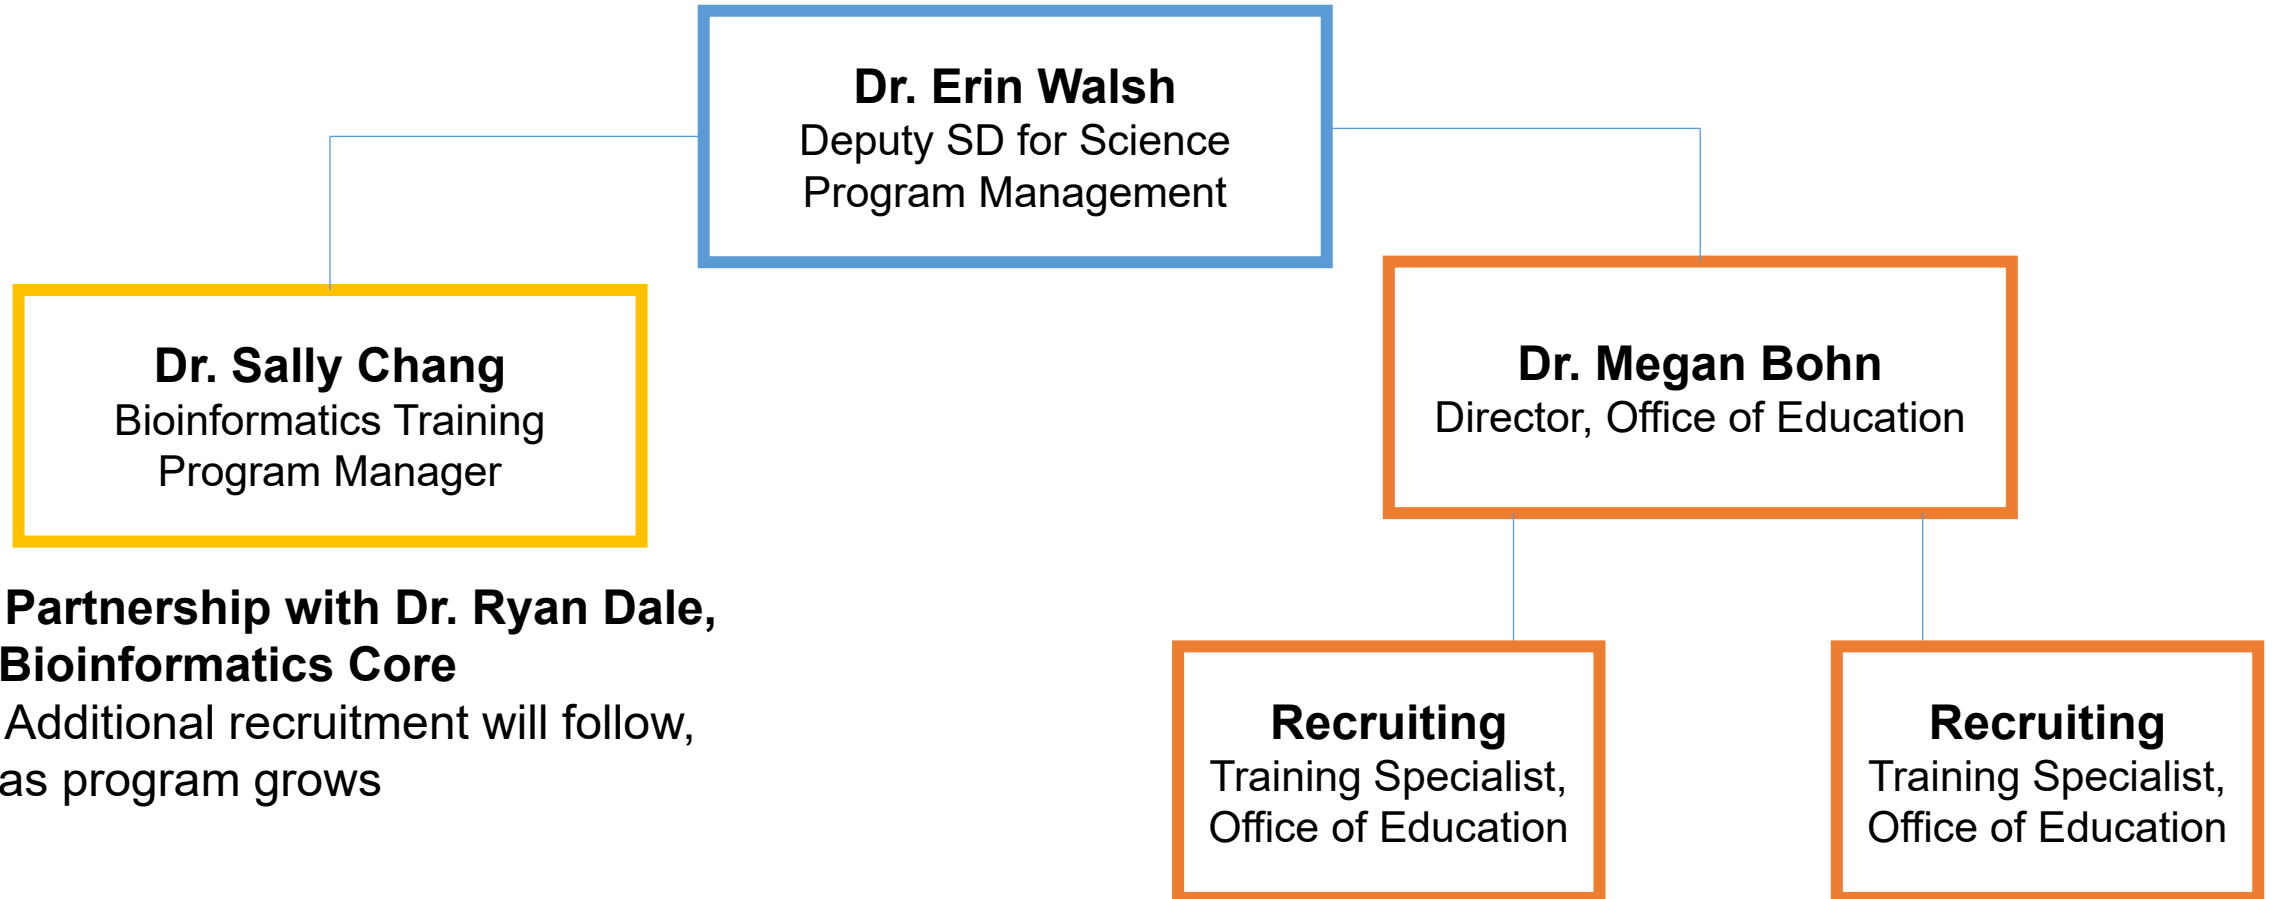 Dr. Erin Walsh
Deputy SD for Science
Program Management
Dr. Sally Chang
Bioinformatics Training
Program Manager
Dr. Megan Bohn
Director, Office of Education
Partnership with Dr. Ryan Dale,
Bioinformatics Core
Additional recruitment will follow,
as program grows
Recruiting
Training Specialist,
Office of Education
Recruiting
Training Specialist,
Office of Education